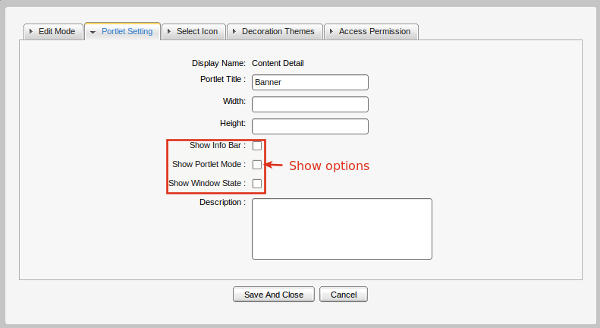 Edit Mode Portlet Setting Select Icon Decoration Themes Access Permission
Display Name: Content Detail
Portlet Title : Banner
Width:
Height:
Show Info Bar :
Show Portlet Mode : Show options
Show Window State :
Description :
Save And Close Cancel